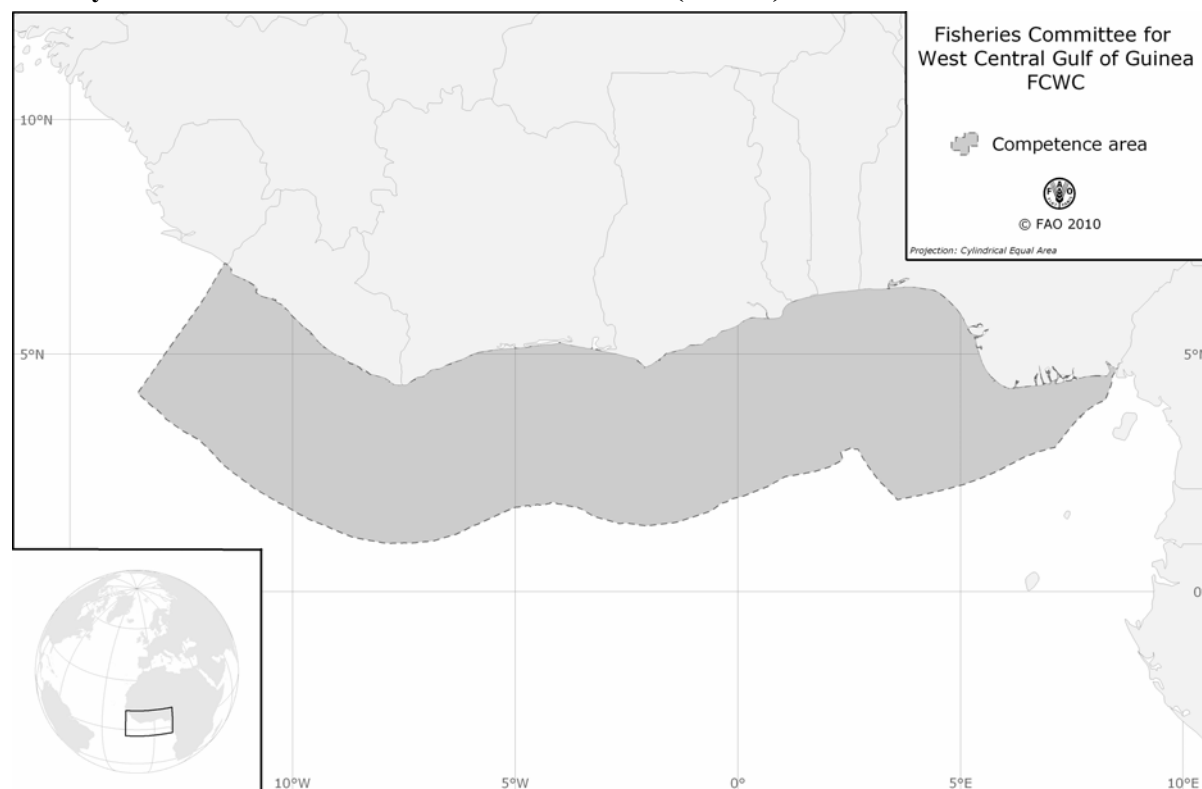 Fisheries Committee for
West Central Gulf of Guinea
FCWC
Competence area
F A O
© FAO 2010
Projection: Cylindrical Equal Area
10°N
5°N
5°N
0
10°W
5°W
0°
5°E
10°E